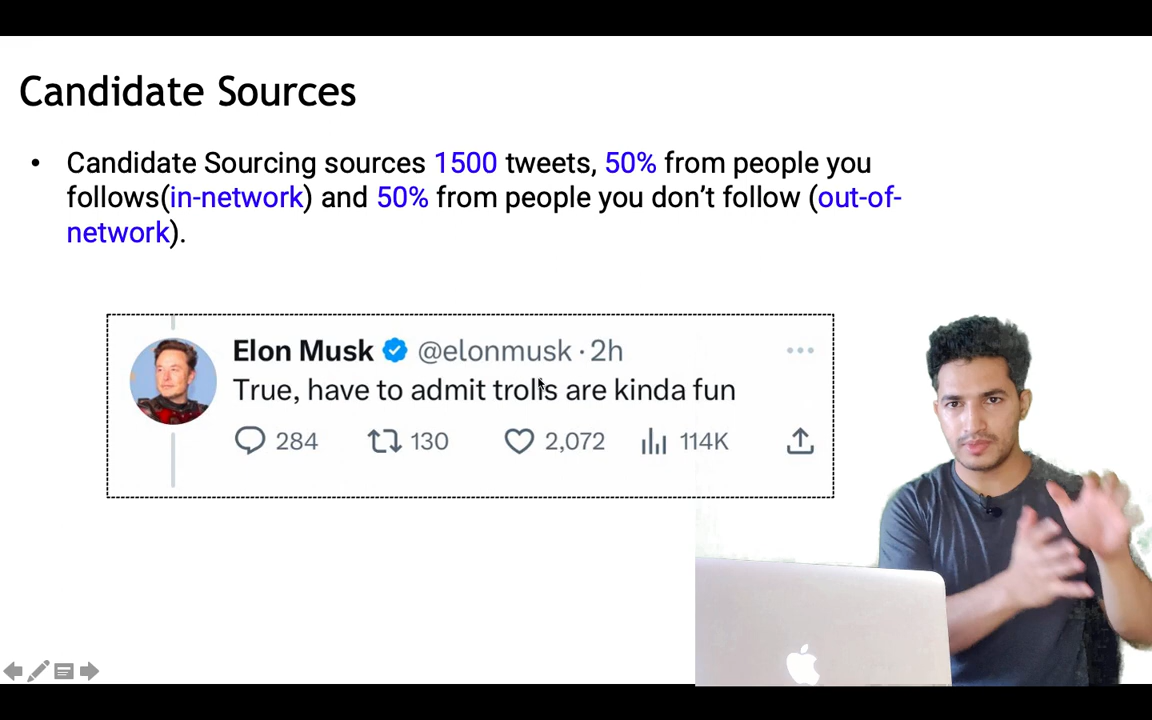 Candidate Sources
• Candidate Sourcing sources 1500 tweets, 50% from people you
follows(in-network) and 50% from people you don’t follow (out-of-
network).
Elon Musk @elonmusk · 2h
True, have to admit trolls are kinda fun
284 130 2,072 114K